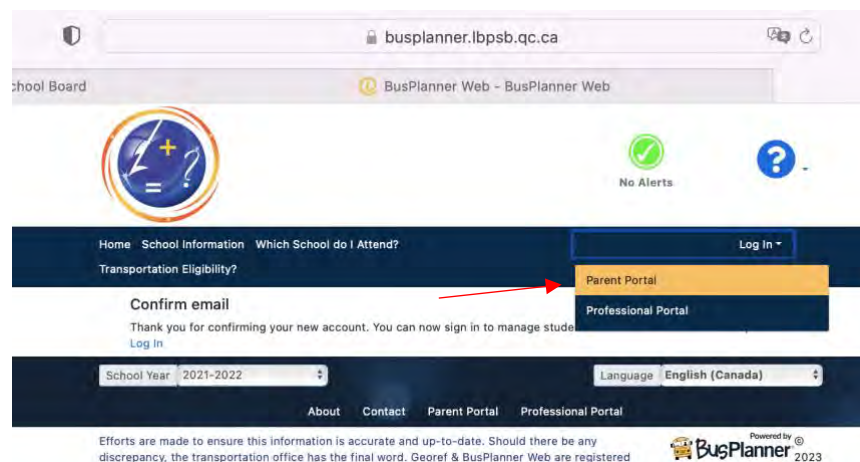 busplanner.lbpsb.qc.ca
chool Board
BusPlanner Web - BusPlanner Web
1 + = ?
No Alerts
?
Home School Information Which School do I Attend?
Log In
Transportation Eligibility?
Parent Portal
Professional Portal
Confirm email
Thank you for confirming your new account. You can now sign in to manage stude
Log In
School Year 2021-2022
Language English (Canada)
About Contact Parent Portal Professional Portal
Efforts are made to ensure this information is accurate and up-to-date. Should there be any
discrepancy, the transportation office has the final word. Georef & BusPlanner Web are registered
Powered by
BusPlanner © 2023